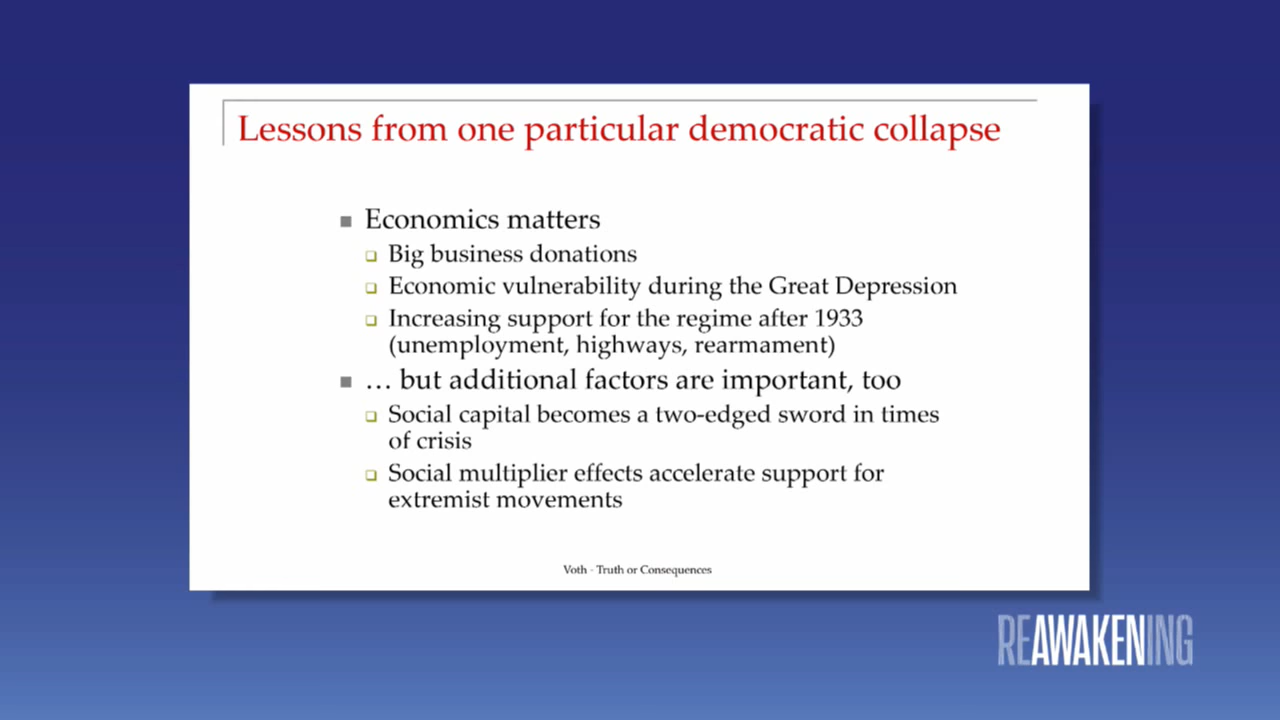 Lessons from one particular democratic collapse
Economics matters
Big business donations
Economic vulnerability during the Great Depression
Increasing support for the regime after 1933
(unemployment, highways, rearmament)
… but additional factors are important, too
Social capital becomes a two-edged sword in times
of crisis
Social multiplier effects accelerate support for
extremist movements
Voth - Truth or Consequences
REAWAKENING